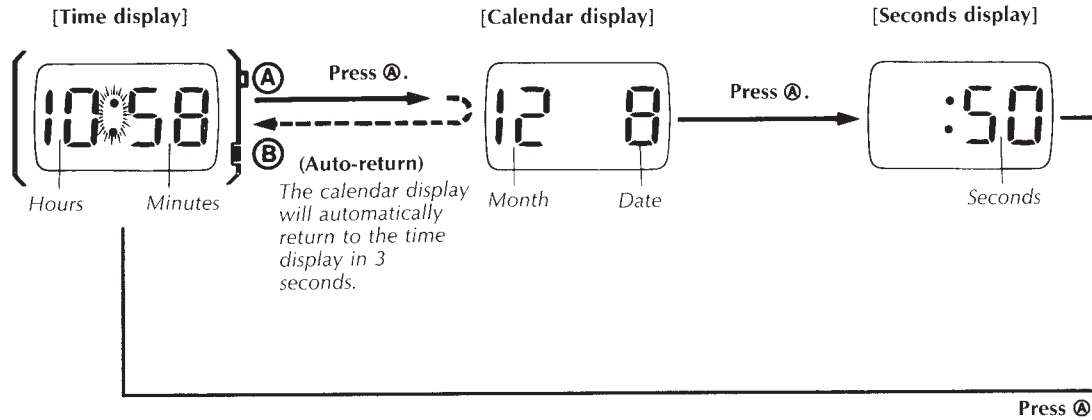 [Time display]
[Calendar display]
[Seconds display]
10:58
Ⓐ
Press Ⓐ.
12 8
Press Ⓐ.
:50
Ⓑ
(Auto-return)
The calendar display
will automatically
return to the time
display in 3
seconds.
Hours
Minutes
Month
Date
Seconds
Press Ⓐ